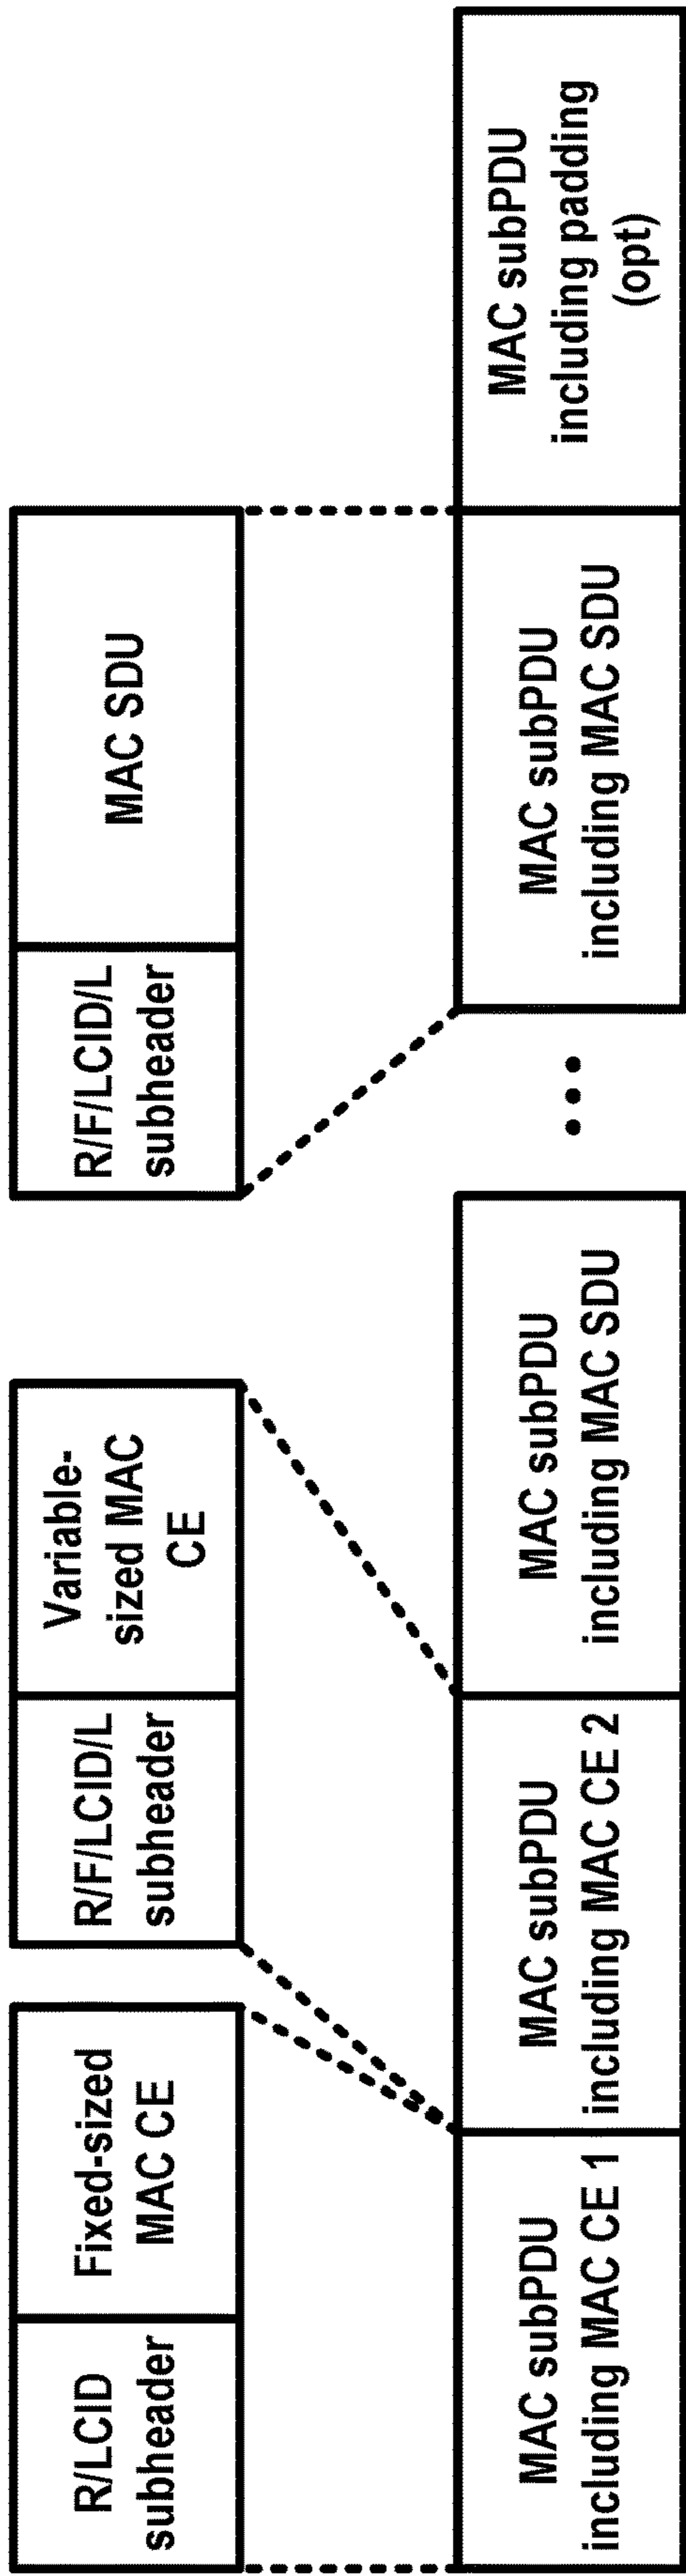 R/LCID
subheader
Fixed-sized
MAC CE
R/F/LCID/L
subheader
Variable-
sized MAC
CE
R/F/LCID/L
subheader
MAC SDU
MAC subPDU
including MAC CE 1
MAC subPDU
including MAC CE 2
MAC subPDU
including MAC SDU
...
MAC subPDU
including MAC SDU
MAC subPDU
including padding
(opt)